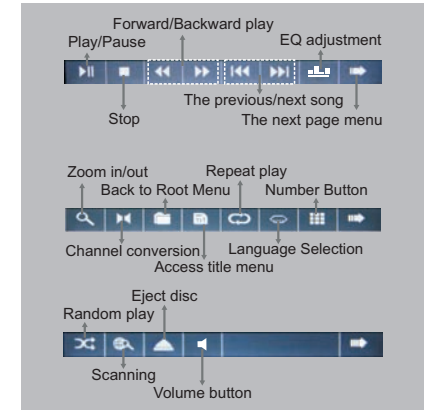 Forward/Backward play
Play/Pause
EQ adjustment
The previous/next song
Stop
The next page menu
Zoom in/out
Repeat play
Back to Root Menu
Number Button
Channel conversion
Language Selection
Access title menu
Eject disc
Random play
Scanning
Volume button